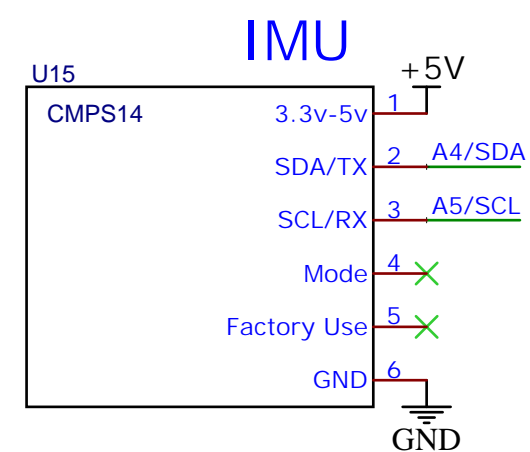 IMU
U15
+5V
CMPS14
3.3v-5v 1
SDA/TX 2 A4/SDA
SCL/RX 3 A5/SCL
Mode 4
Factory Use 5
GND 6
GND